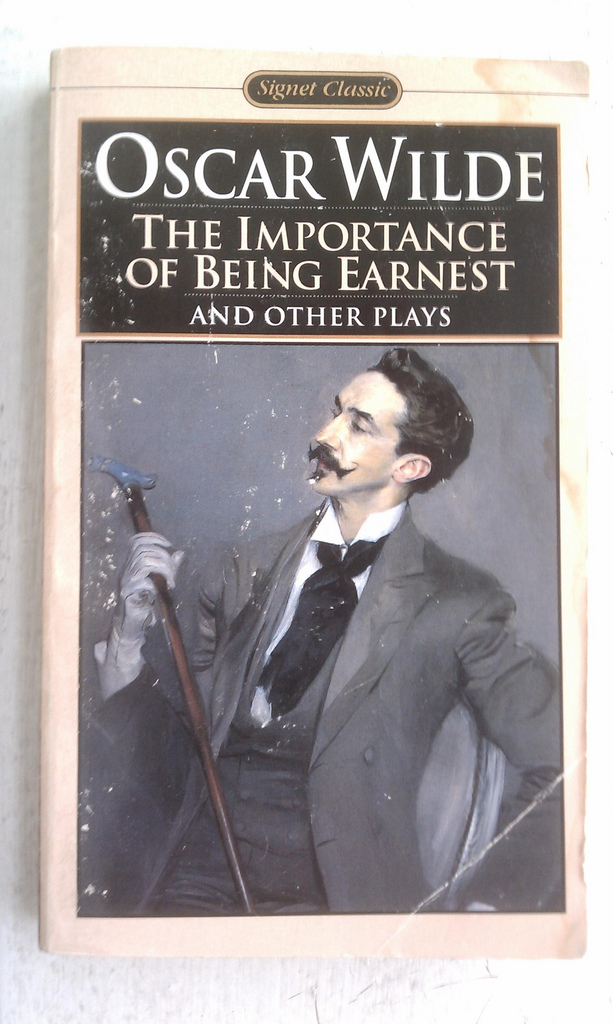 Signet Classic
OSCAR WILDE
THE IMPORTANCE
OF BEING EARNEST
AND OTHER PLAYS